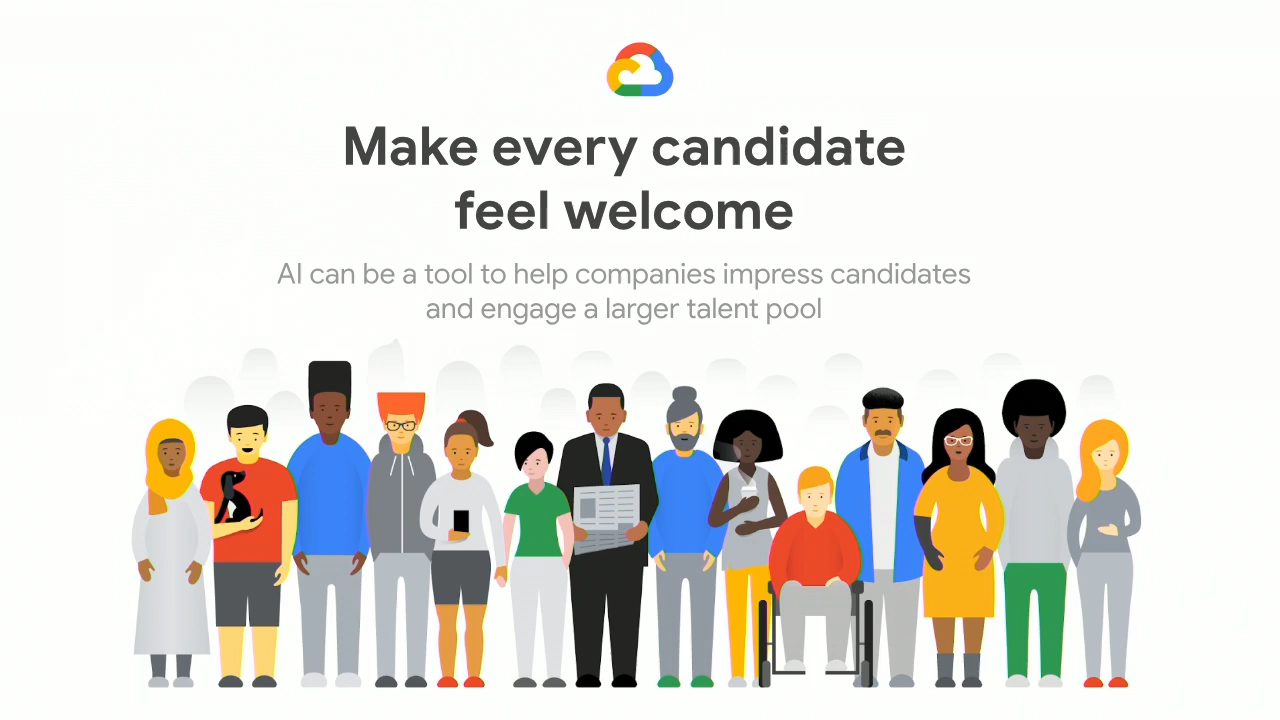 Make every candidate
feel welcome
AI can be a tool to help companies impress candidates
and engage a larger talent pool